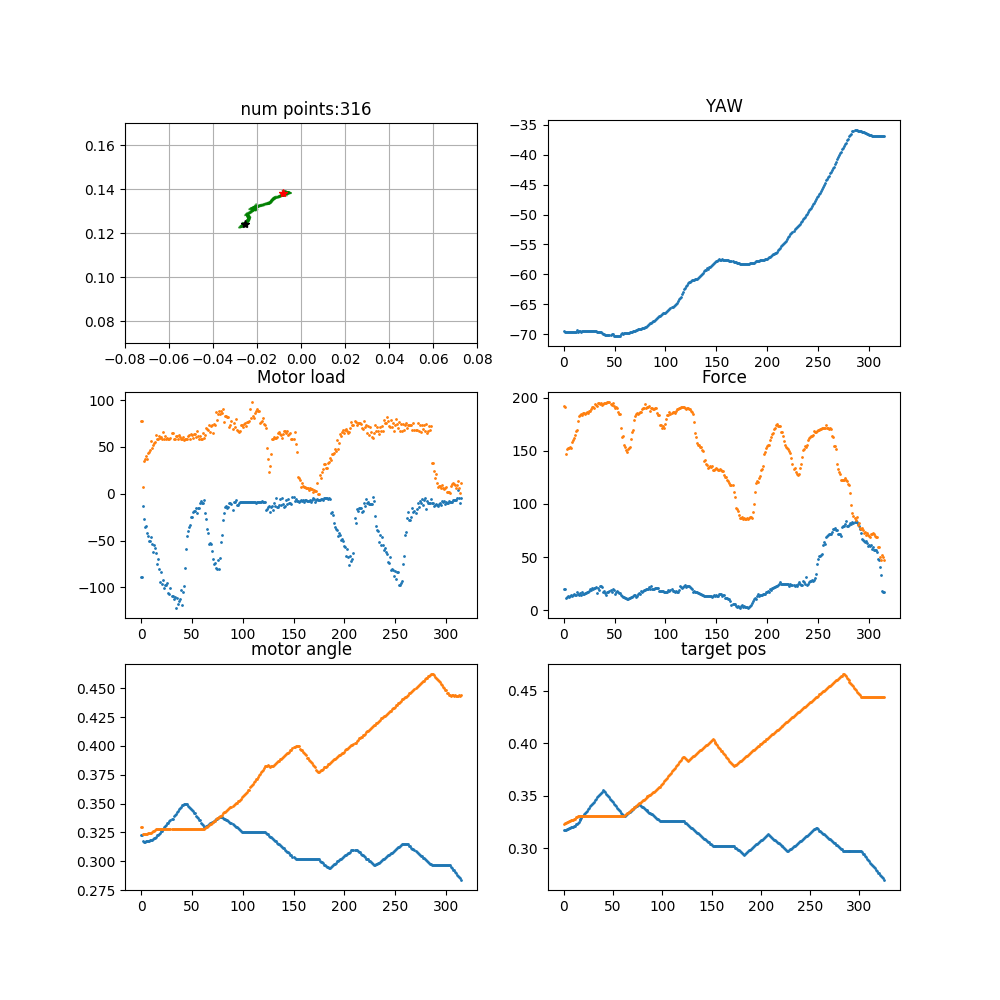 num points:316
YAW
0.16
0.14
0.12
0.10
0.08
−0.08 −0.06 −0.04 −0.02 0.00 0.02 0.04 0.06 0.08
−35
−40
−45
−50
−55
−60
−65
−70
0 50 100 150 200 250 300
Motor load
Force
100
50
0
−50
−100
0 50 100 150 200 250 300
200
150
100
50
0
0 50 100 150 200 250 300
motor angle
target pos
0.450
0.425
0.400
0.375
0.350
0.325
0.300
0.275
0 50 100 150 200 250 300
0.45
0.40
0.35
0.30
0 50 100 150 200 250 300